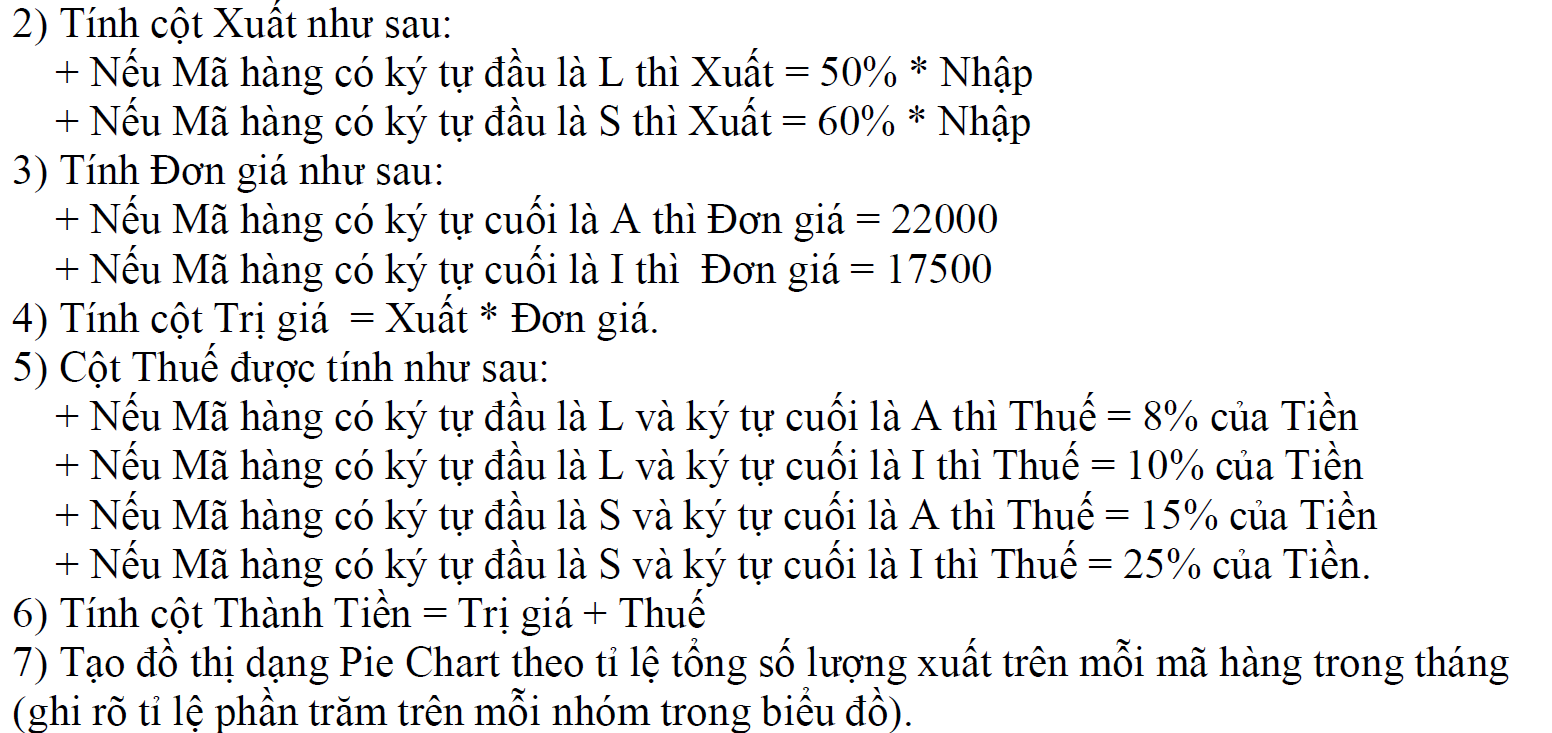 2) Tính cột Xuất như sau:
+ Nếu Mã hàng có ký tự đầu là L thì Xuất = 50% * Nhập
+ Nếu Mã hàng có ký tự đầu là S thì Xuất = 60% * Nhập
3) Tính Đơn giá như sau:
+ Nếu Mã hàng có ký tự cuối là A thì Đơn giá = 22000
+ Nếu Mã hàng có ký tự cuối là I thì Đơn giá = 17500
4) Tính cột Trị giá = Xuất * Đơn giá.
5) Cột Thuế được tính như sau:
+ Nếu Mã hàng có ký tự đầu là L và ký tự cuối là A thì Thuế = 8% của Tiền
+ Nếu Mã hàng có ký tự đầu là L và ký tự cuối là I thì Thuế = 10% của Tiền
+ Nếu Mã hàng có ký tự đầu là S và ký tự cuối là A thì Thuế = 15% của Tiền
+ Nếu Mã hàng có ký tự đầu là S và ký tự cuối là I thì Thuế = 25% của Tiền.
6) Tính cột Thành Tiền = Trị giá + Thuế
7) Tạo đồ thị dạng Pie Chart theo tỉ lệ tổng số lượng xuất trên mỗi mã hàng trong tháng
(ghi rõ tỉ lệ phần trăm trên mỗi nhóm trong biểu đồ).